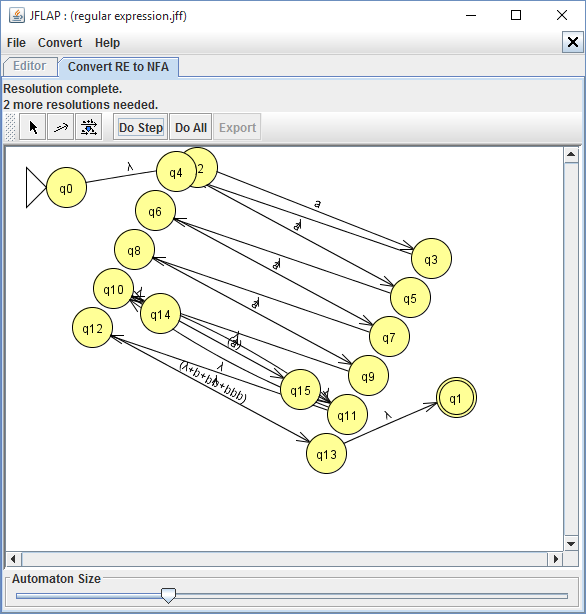 JFLAP : (regular expression.jff)
File Convert Help
Editor Convert RE to NFA
Resolution complete.
2 more resolutions needed.
Do Step Do All Export
λ
q4 2
q0
a
q6
q3
q8
q5
q10
q14
q7
q12
q9
λ
(λ+b+bb+bbb)
q15
q11
λ
q1
q13
Automaton Size